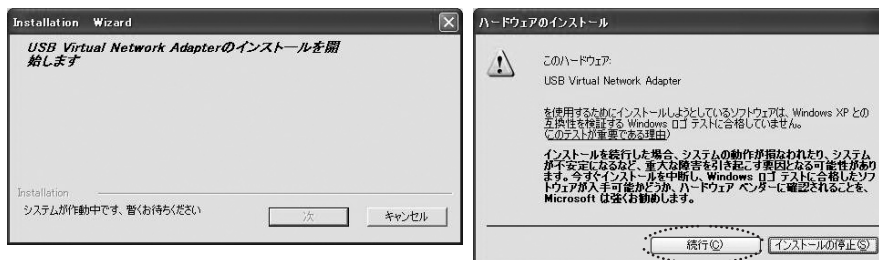 Installation Wizard
USB Virtual Network Adapterのインストールを開
始します
Installation
システムが作動中です、暫くお待ちください
次
キャンセル
ハードウェアのインストール
このハードウェア:
USB Virtual Network Adapter
を使用するためにインストールしようとしているソフトウェアは、Windows XP との
互換性を検証する Windows ロゴ テストに合格していません。
(このテストが重要である理由)
インストールを続行した場合、システムの動作が損なわれたり、システム
が不安定になるなど、重大な障害を引き起こす要因となる可能性があり
ます。今すぐインストールを中断し、Windows ロゴ テストに合格したソフ
トウェアが入手可能かどうか、ハードウェア ベンダーに確認されることを、
Microsoft は強くお勧めします。
続行(C)
インストールの停止(S)